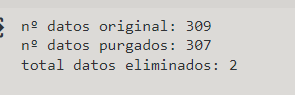 nº datos original: 309
nº datos purgados: 307
total datos eliminados: 2